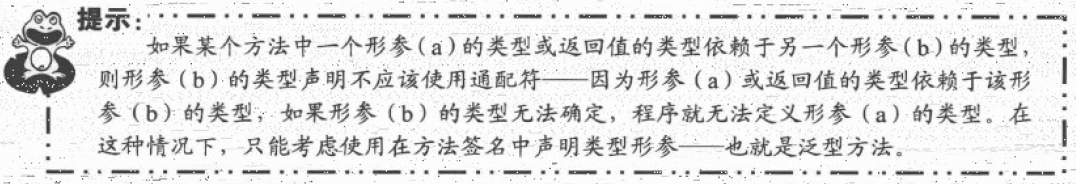 提示：
如果某个方法中一个形参（a）的类型或返回值的类型依赖于另一个形参（b）的类型，
则形参（b）的类型声明不应该使用通配符——因为形参（a）或返回值的类型依赖于该形
参（b）的类型，如果形参（b）的类型无法确定，程序就无法定义形参（a）的类型。在
这种情况下，只能考虑使用在方法签名中声明类型形参——也就是泛型方法。